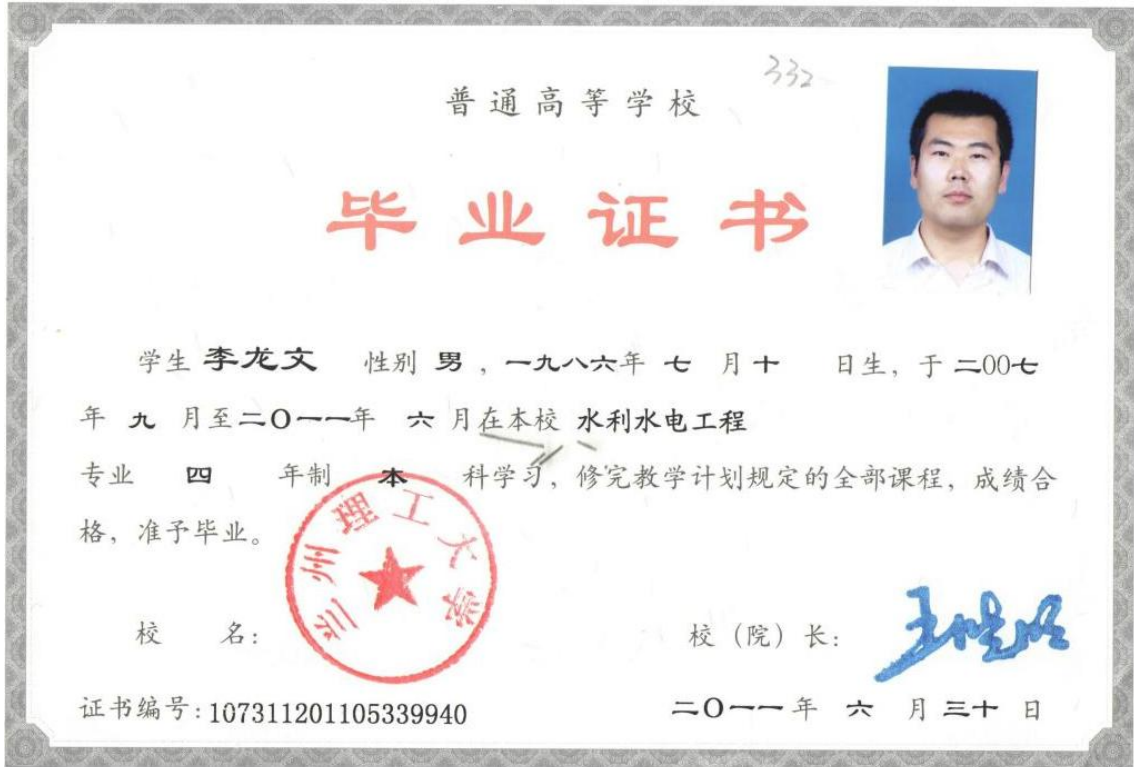 332
普通高等学校
毕业证书
学生 李龙文 性别 男，一九八六年 七 月十 日生，于 二00七
年 九 月至二O一一年 六 月在本校 水利水电工程
专业 四 年制 本 科学习，修完教学计划规定的全部课程，成绩合
格，准予毕业。
兰州理工大学
校 名：
校（院）长：
证书编号：107311201105339940
二O一一年 六 月 三十 日